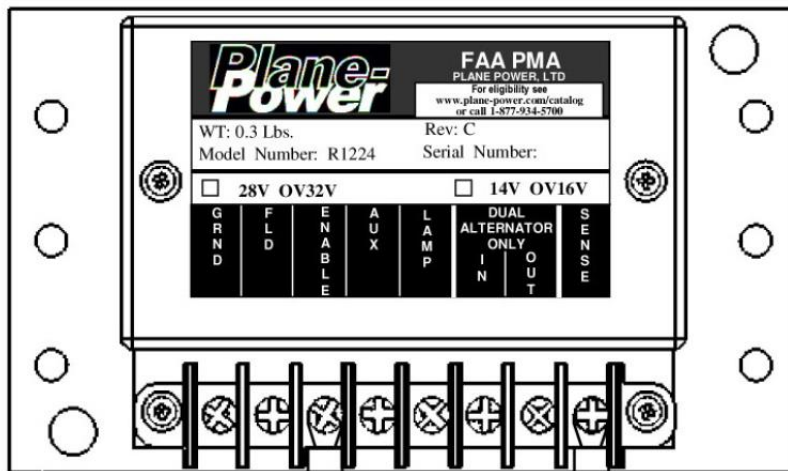 Plane-
Power
FAA PMA
PLANE POWER, LTD
For eligibility see
www.plane-power.com/catalog
or call 1-877-934-5700
WT: 0.3 Lbs.
Rev: C
Model Number: R1224
Serial Number:
28V OV32V
14V OV16V
GRND
FLD
ENABLE
AUX
LAMP
DUAL
ALTERNATOR
ONLY
IN
OUT
SENSE